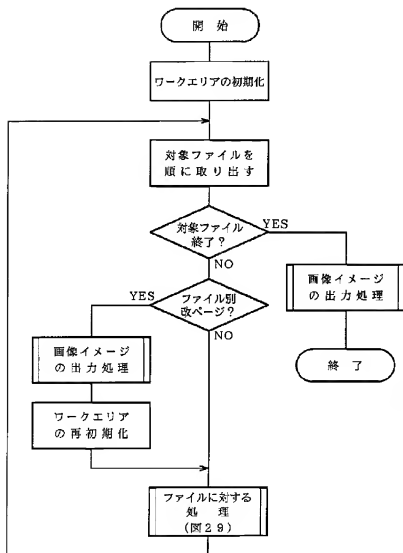 開始
ワークエリアの初期化
対象ファイルを
順に取り出す
対象ファイル
終了?
YES
NO
画像イメージ
の出力処理
終了
ファイル別
改ページ?
YES
NO
画像イメージ
の出力処理
ワークエリア
の再初期化
ファイルに対する
処理
(図29)